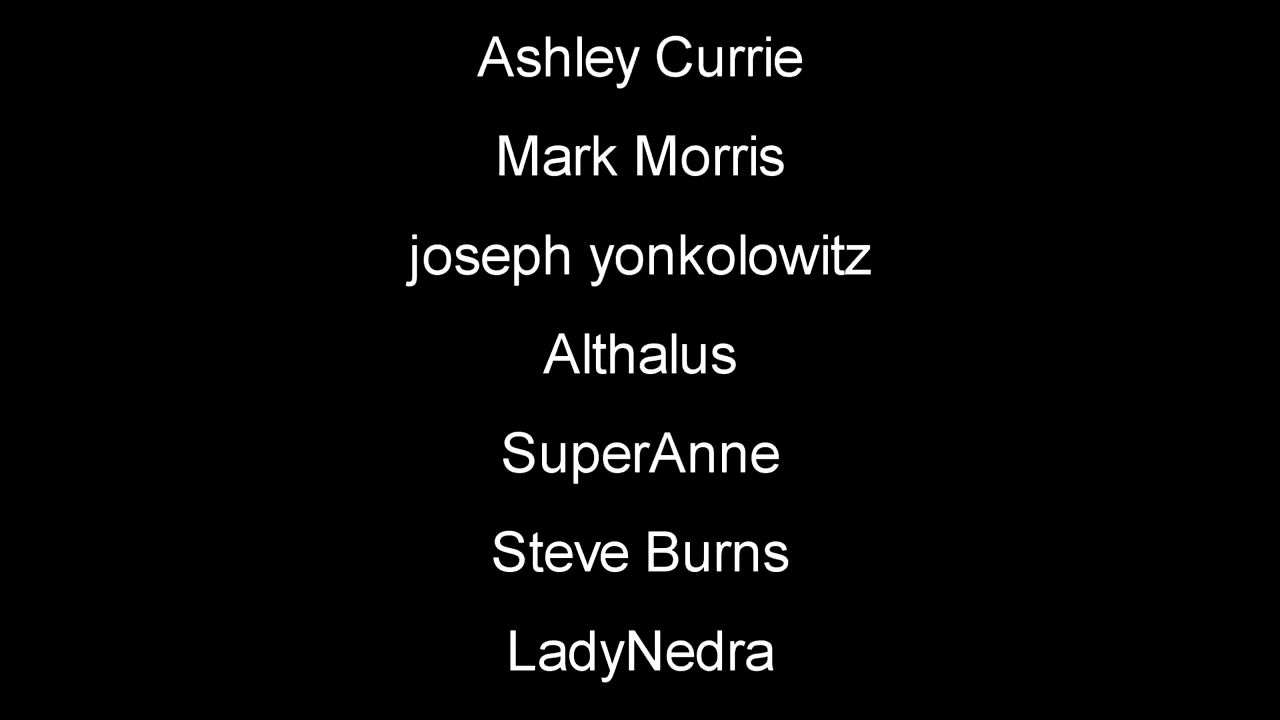 Ashley Currie
Mark Morris
joseph yonkolowitz
Althalus
SuperAnne
Steve Burns
LadyNedra